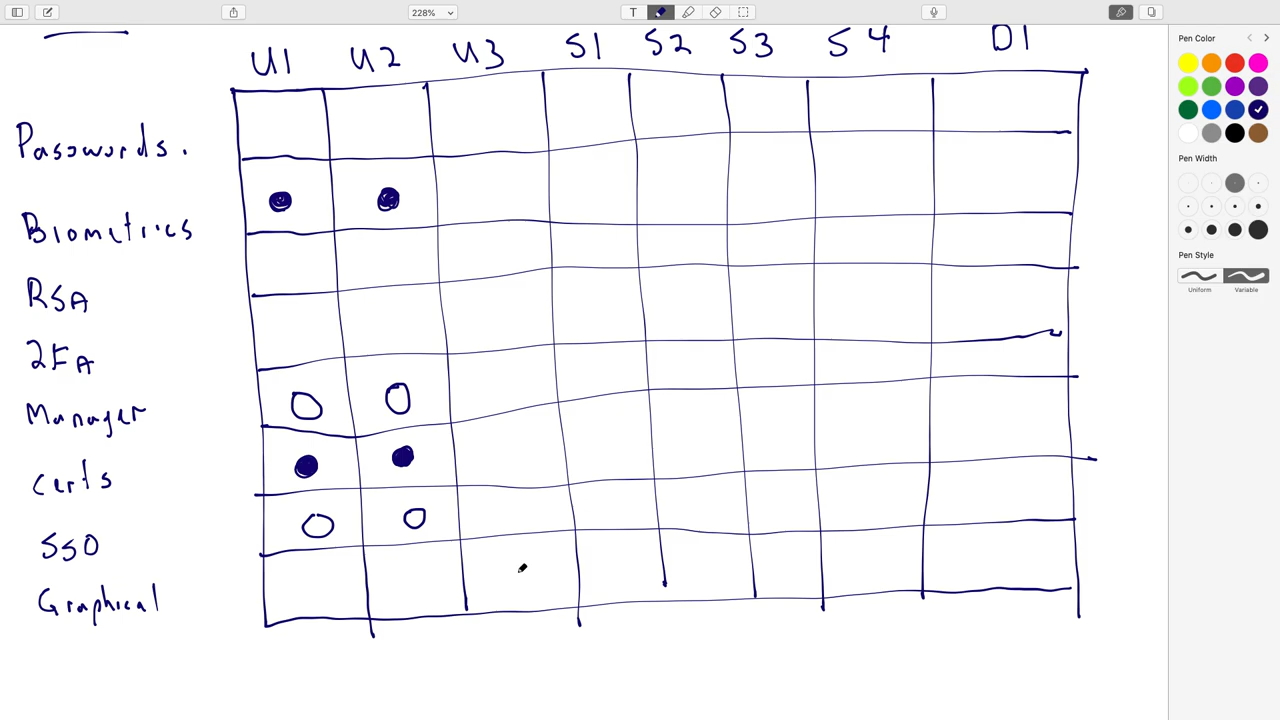 228%
T
U1 U2 U3 S1 S2 S3 S4 D1
Passwords.
Biometrics
RSA
2FA
Manager
Certs
SSO
Graphical
Pen Color
Pen Width
Pen Style
Uniform Variable